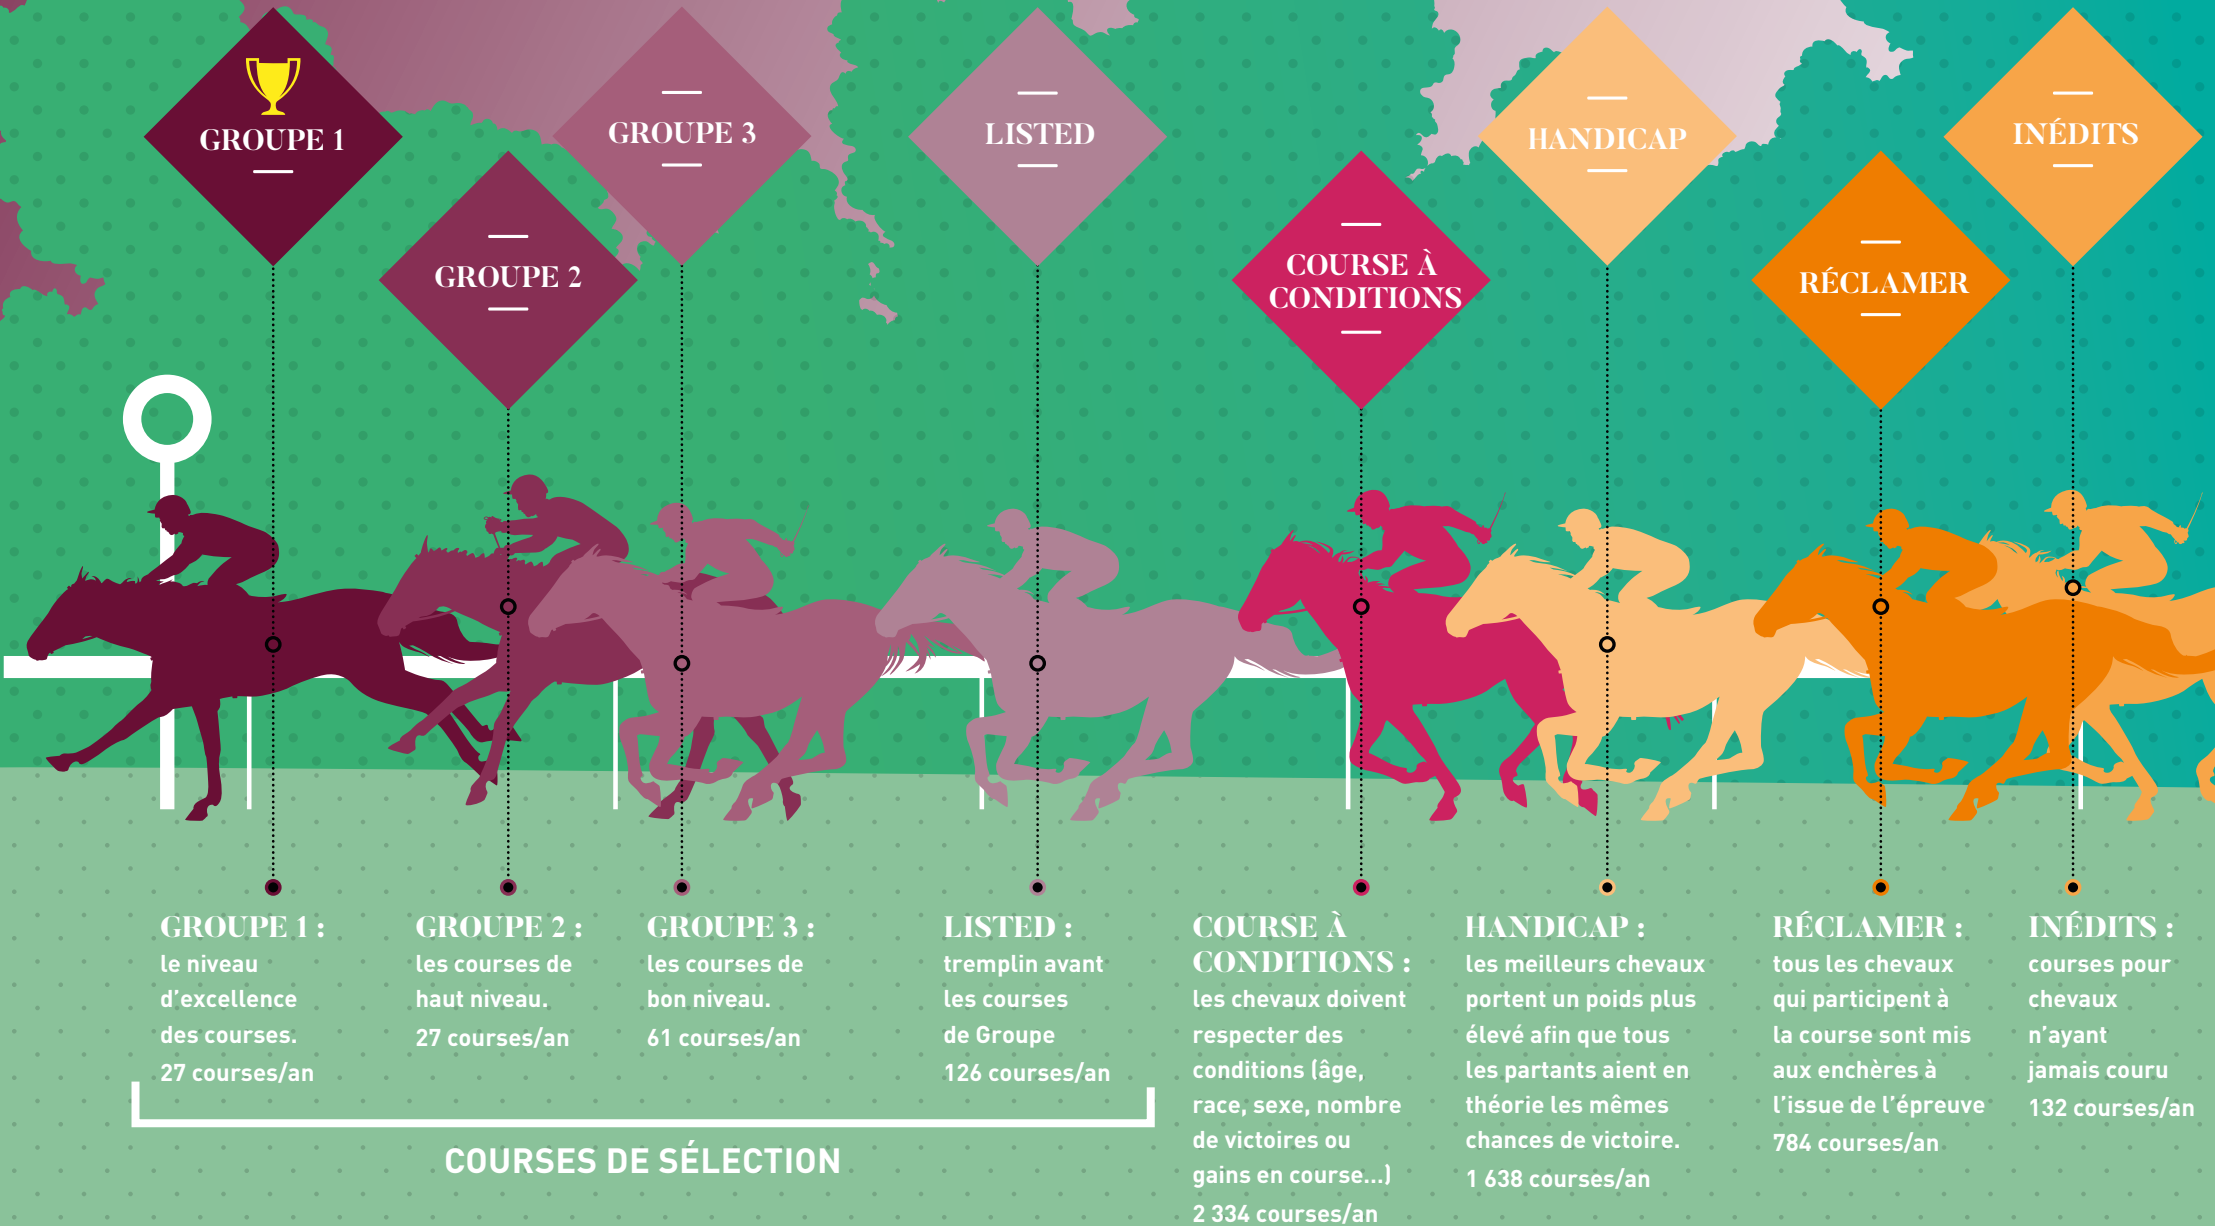 GROUPE 1
GROUPE 2
GROUPE 3
LISTED
COURSE À
CONDITIONS
HANDICAP
RÉCLAMER
INÉDITS
GROUPE 1 :
le niveau
d’excellence
des courses.
27 courses/an
GROUPE 2 :
les courses de
haut niveau.
27 courses/an
GROUPE 3 :
les courses de
bon niveau.
61 courses/an
LISTED :
tremplin avant
les courses
de Groupe
126 courses/an
COURSES DE SÉLECTION
COURSE À
CONDITIONS :
les chevaux doivent
respecter des
conditions (âge,
race, sexe, nombre
de victoires ou
gains en course...)
2 334 courses/an
HANDICAP :
les meilleurs chevaux
portent un poids plus
élevé afin que tous
les partants aient en
théorie les mêmes
chances de victoire.
1 638 courses/an
RÉCLAMER :
tous les chevaux
qui participent à
la course sont mis
aux enchères à
l’issue de l’épreuve
784 courses/an
INÉDITS :
courses pour
chevaux
n’ayant
jamais couru
132 courses/an